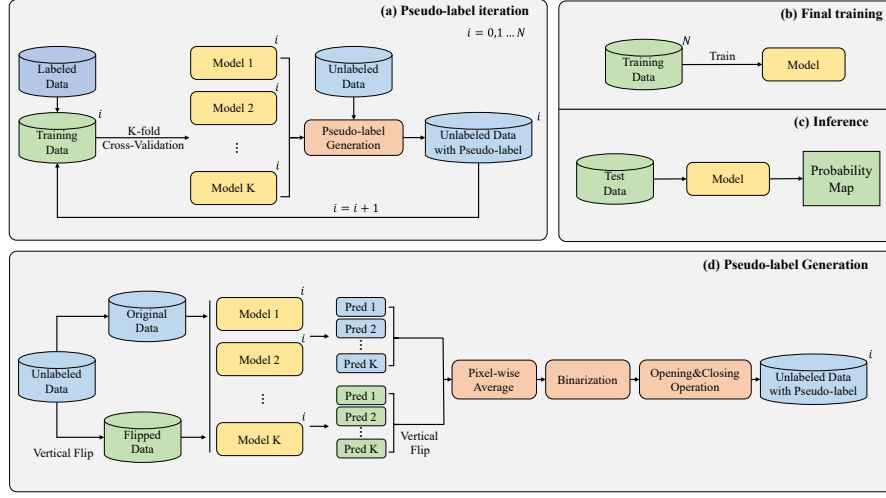 (a) Pseudo-label iteration
i = 0,1 … N
Labeled
Data
Training
Data
i
K-fold
Cross-Validation
Model 1
i
Model 2
i
⋮
Model K
i
Unlabeled
Data
Pseudo-label
Generation
Unlabeled Data
with Pseudo-label
i
i = i + 1
(b) Final training
Training
Data
N
Train
Model
(c) Inference
Test
Data
Model
Probability
Map
(d) Pseudo-label Generation
Unlabeled
Data
Original
Data
Vertical Flip
Flipped
Data
Model 1
i
Model 2
i
⋮
Model K
i
Pred 1
Pred 2
⋮
Pred K
Pred 1
Pred 2
⋮
Pred K
Vertical
Flip
Pixel-wise
Average
Binarization
Opening&Closing
Operation
Unlabeled Data
with Pseudo-label
i